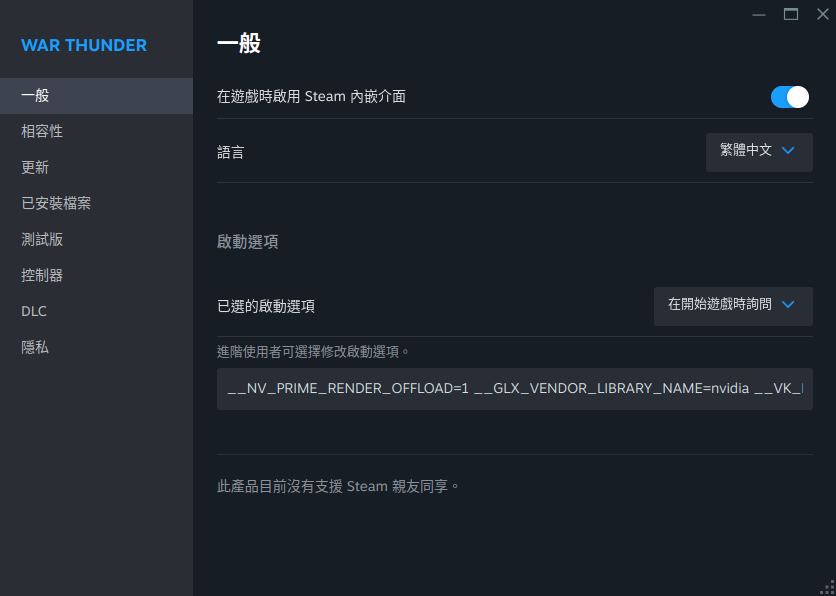 WAR THUNDER
一般
相容性
更新
已安裝檔案
測試版
控制器
DLC
隱私
一般
在遊戲時啟用 Steam 內嵌介面
語言
繁體中文
啟動選項
已選的啟動選項
在開始遊戲時詢問
進階使用者可選擇修改啟動選項。
__NV_PRIME_RENDER_OFFLOAD=1 __GLX_VENDOR_LIBRARY_NAME=nvidia __VK_
此產品目前沒有支援 Steam 親友同享。